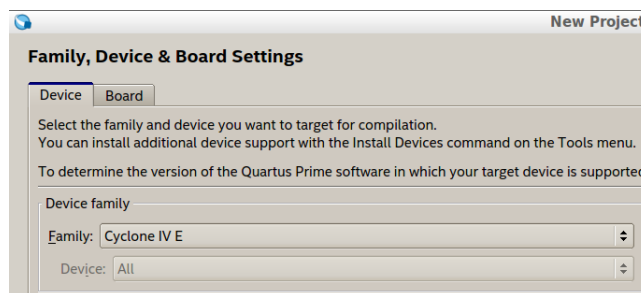 New Project
Family, Device & Board Settings
Device Board
Select the family and device you want to target for compilation.
You can install additional device support with the Install Devices command on the Tools menu.
To determine the version of the Quartus Prime software in which your target device is supported
Device family
Family: Cyclone IV E
Device: All